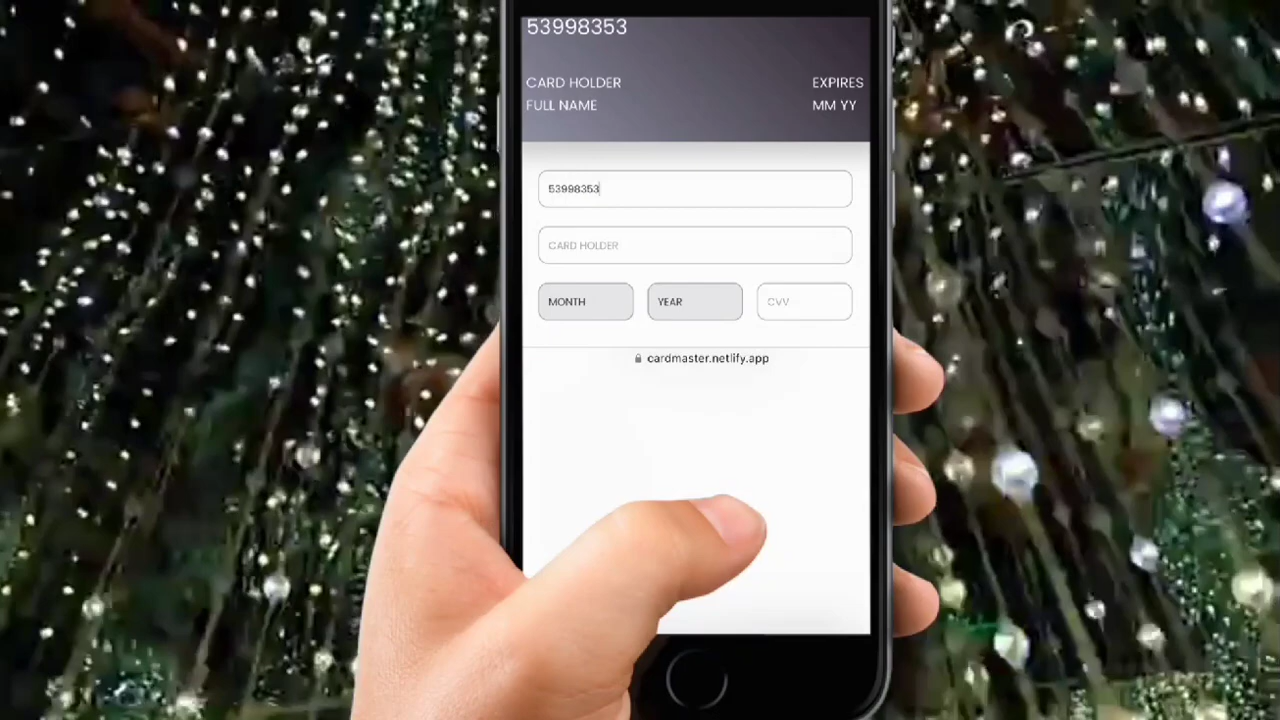 53998353
CARD HOLDER EXPIRES
FULL NAME MM YY
53998353
CARD HOLDER
MONTH YEAR CVV
cardmaster.netlify.app